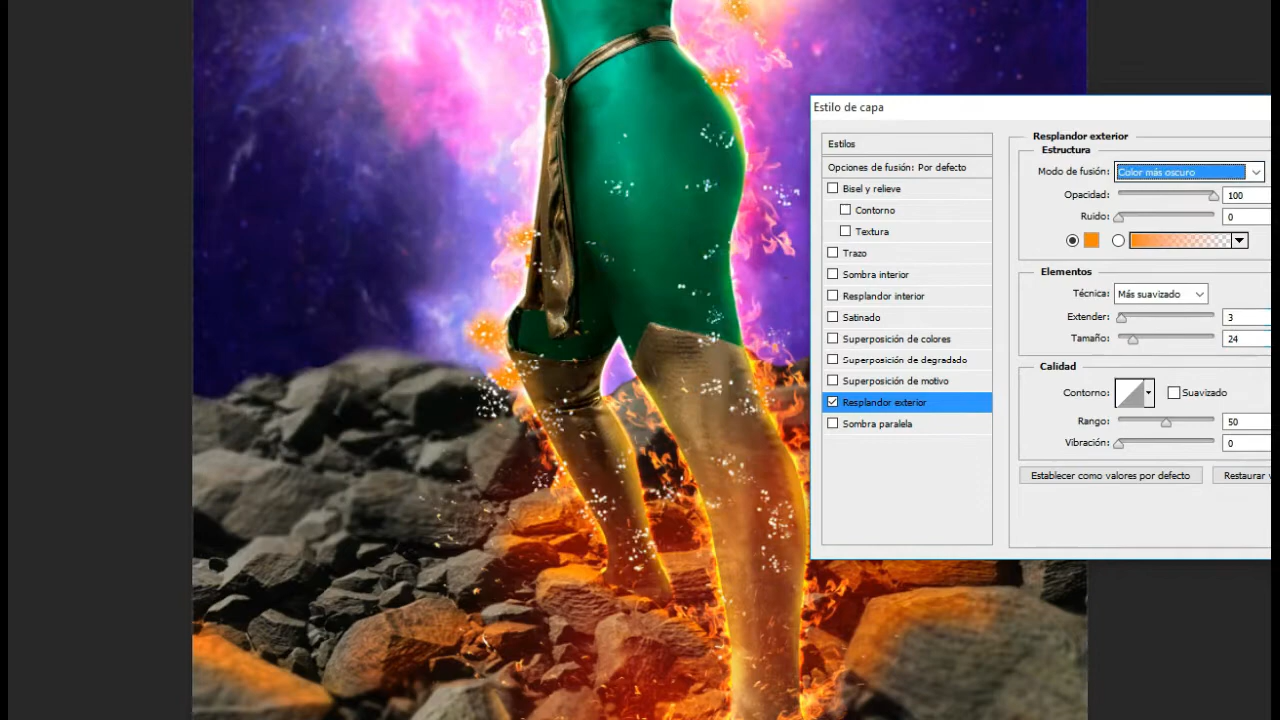 Estilo de capa
Estilos
Opciones de fusión: Por defecto
Bisel y relieve
Contorno
Textura
Trazo
Sombra interior
Resplandor interior
Satinado
Superposición de colores
Superposición de degradado
Superposición de motivo
Resplandor exterior
Sombra paralela
Resplandor exterior
Estructura
Modo de fusión: Color más oscuro
Opacidad: 100
Ruido: 0
Elementos
Técnica: Más suavizado
Extender: 3
Tamaño: 24
Calidad
Contorno: Suavizado
Rango: 50
Vibración: 0
Establecer como valores por defecto
Restaurar